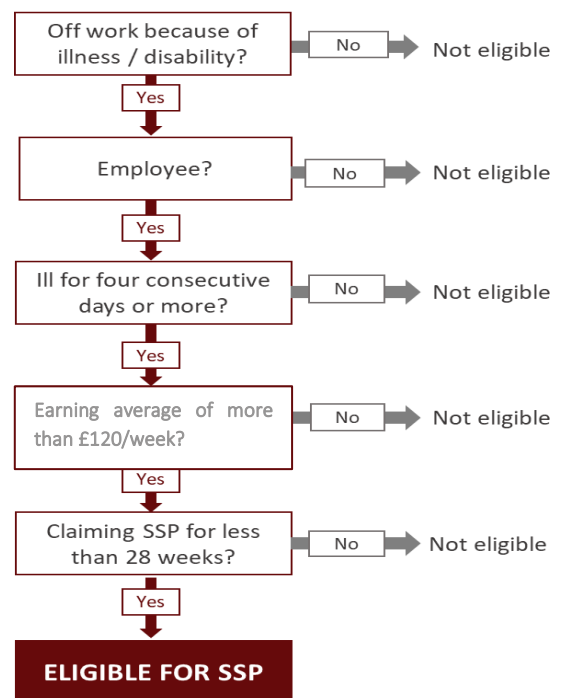 Off work because of
illness / disability?
No
Not eligible
Yes
Employee?
No
Not eligible
Yes
Ill for four consecutive
days or more?
No
Not eligible
Yes
Earning average of more
than £120/week?
No
Not eligible
Yes
Claiming SSP for less
than 28 weeks?
No
Not eligible
Yes
ELIGIBLE FOR SSP